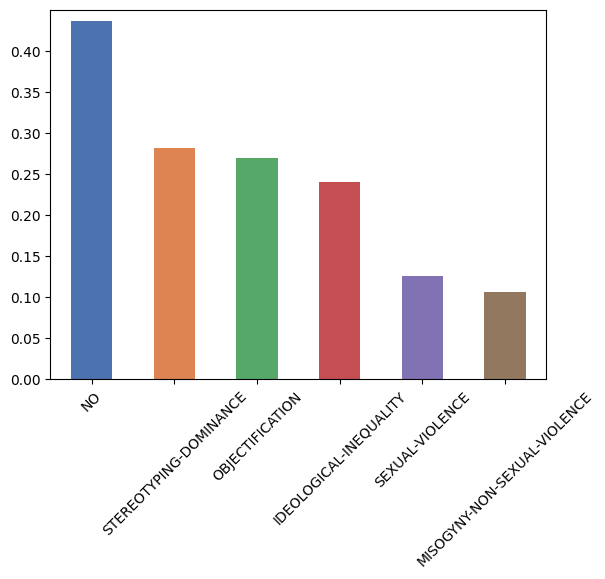 0.40
0.35
0.30
0.25
0.20
0.15
0.10
0.05
0.00
NO
STEREOTYPING-DOMINANCE
OBJECTIFICATION
IDEOLOGICAL-INEQUALITY
SEXUAL-VIOLENCE
MISOGYNY-NON-SEXUAL-VIOLENCE